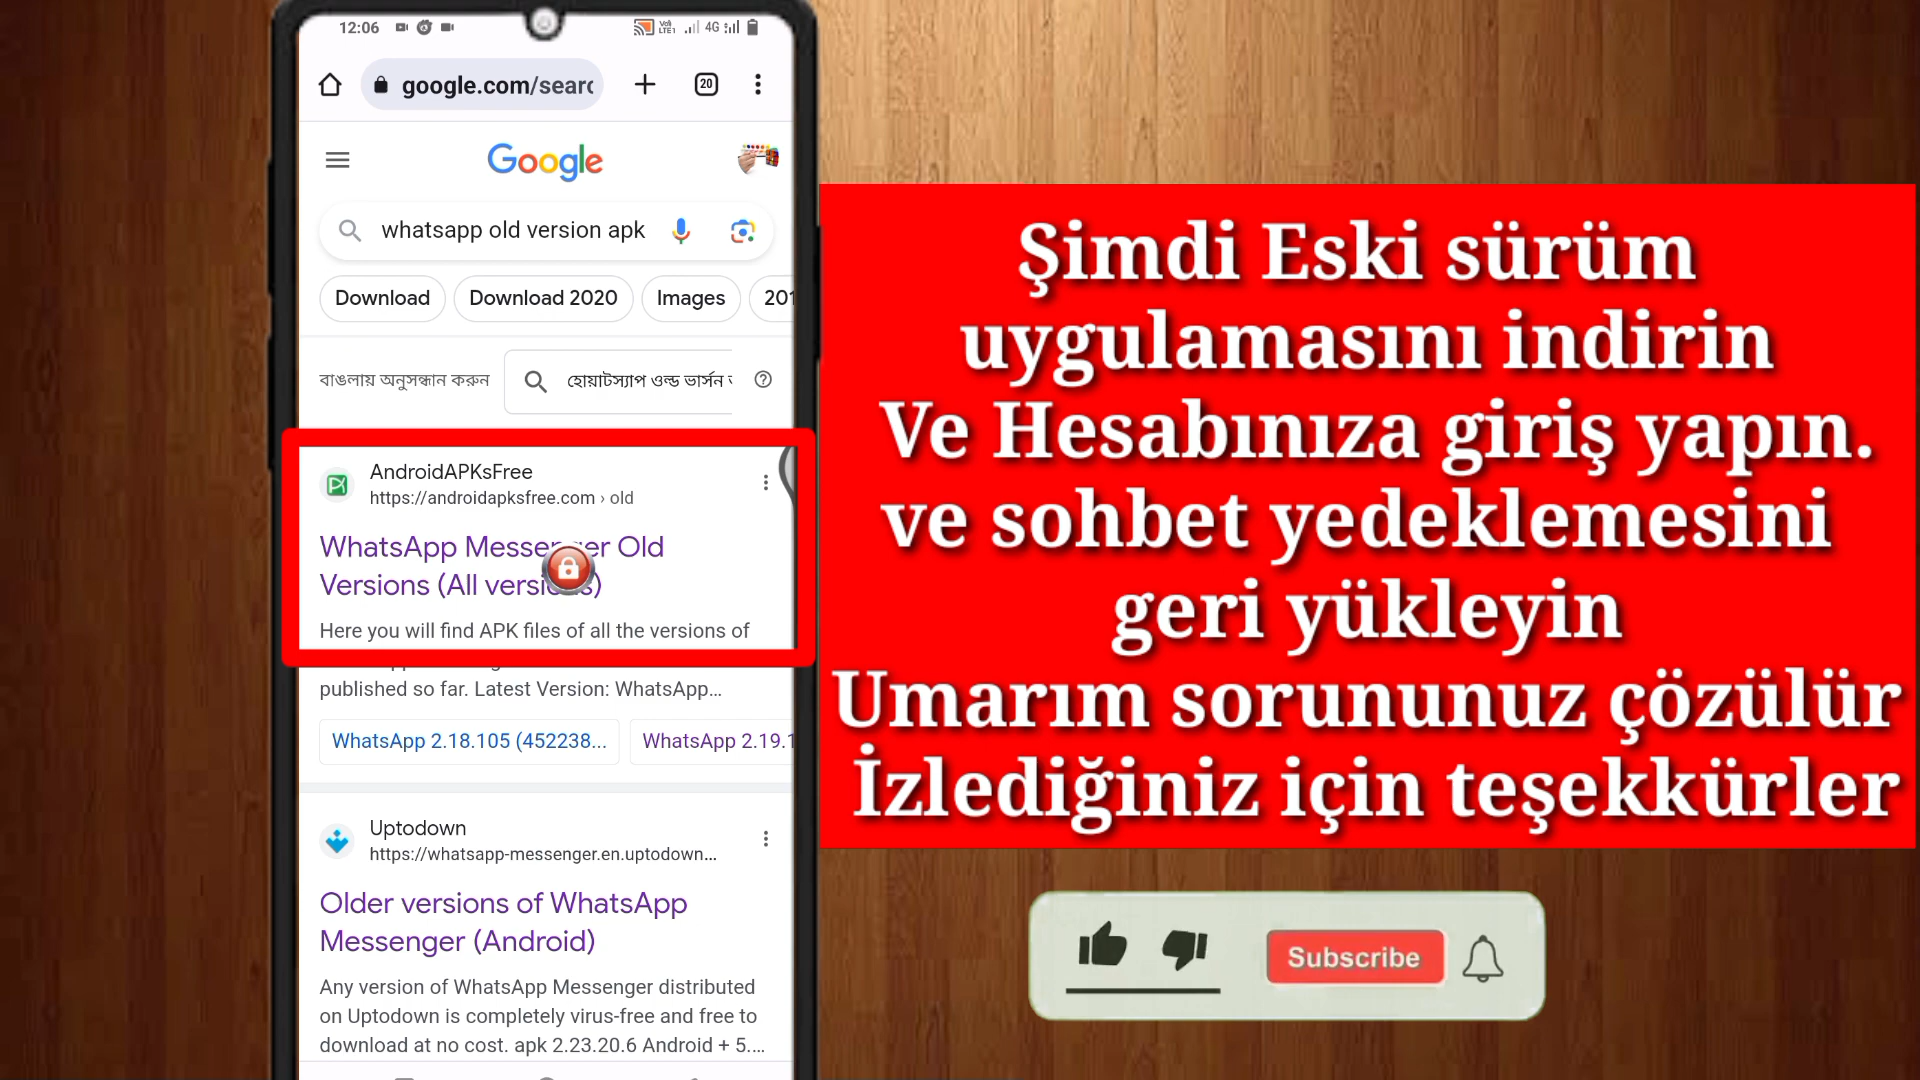 12:06
4G
google.com/searc
20
Google
whatsapp old version apk
Download
Download 2020
Images
201
বাঙলায় অনুসন্ধান করুন
হোয়াটস্যাপ ওল্ড ভার্সন
AndroidAPKsFree
https://androidapksfree.com › old
WhatsApp Messenger Old
Versions (All versions)
Here you will find APK files of all the versions of
published so far. Latest Version: WhatsApp...
WhatsApp 2.18.105 (452238...
WhatsApp 2.19.1
Uptodown
https://whatsapp-messenger.en.uptodown...
Older versions of WhatsApp
Messenger (Android)
Any version of WhatsApp Messenger distributed
on Uptodown is completely virus-free and free to
download at no cost. apk 2.23.20.6 Android + 5....
Şimdi Eski sürüm
uygulamasını indirin
Ve Hesabınıza giriş yapın.
ve sohbet yedeklemesini
geri yükleyin
Umarım sorununuz çözülür
İzlediğiniz için teşekkürler
Subscribe